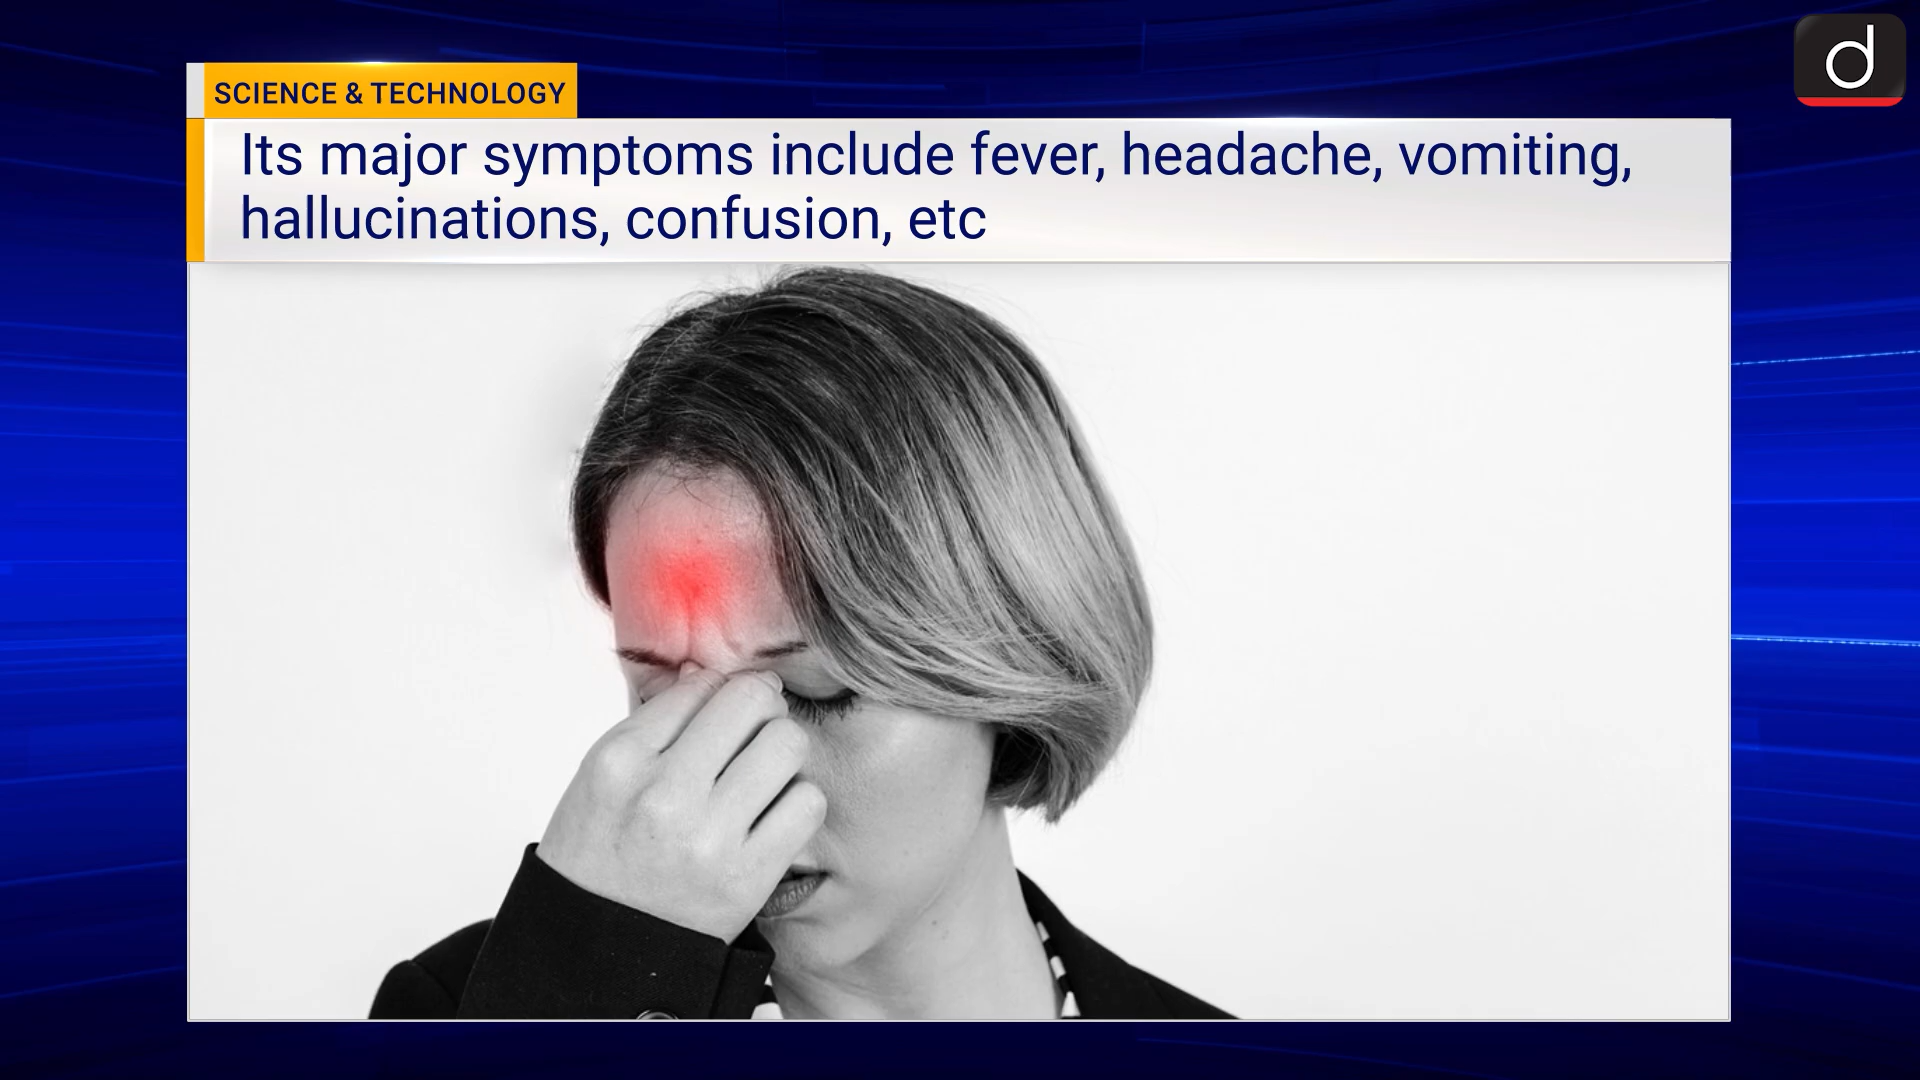 SCIENCE & TECHNOLOGY
Its major symptoms include fever, headache, vomiting,
hallucinations, confusion, etc
d